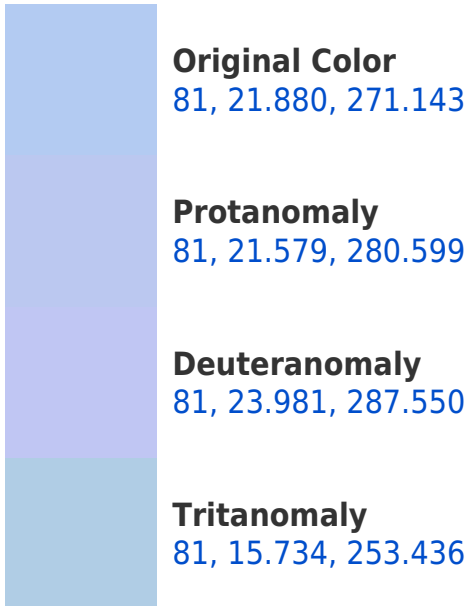 Original Color
81, 21.880, 271.143
Protanomaly
81, 21.579, 280.599
Deuteranomaly
81, 23.981, 287.550
Tritanomaly
81, 15.734, 253.436